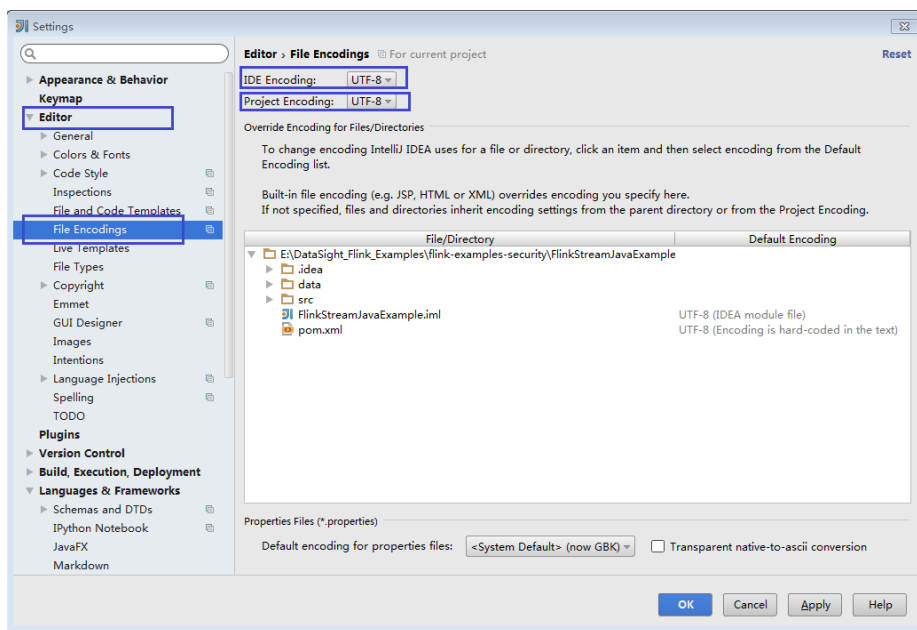 Settings
Editor › File Encodings For current project Reset
Appearance & Behavior
Keymap
Editor
General
Colors & Fonts
Code Style
Inspections
File and Code Templates
File Encodings
Live Templates
File Types
Copyright
Emmet
GUI Designer
Images
Intentions
Language Injections
Spelling
TODO
Plugins
Version Control
Build, Execution, Deployment
Languages & Frameworks
Schemas and DTDs
IPython Notebook
JavaFX
Markdown
IDE Encoding: UTF-8
Project Encoding: UTF-8
Override Encoding for Files/Directories
To change encoding IntelliJ IDEA uses for a file or directory, click an item and then select encoding from the Default
Encoding list.
Built-in file encoding (e.g. JSP, HTML or XML) overrides encoding you specify here.
If not specified, files and directories inherit encoding settings from the parent directory or from the Project Encoding.
File/Directory Default Encoding
E:\DataSight_Flink_Examples\flink-examples-security\FlinkStreamJavaExample
.idea
data
src
FlinkStreamJavaExample.iml UTF-8 (IDEA module file)
pom.xml UTF-8 (Encoding is hard-coded in the text)
Properties Files (*.properties)
Default encoding for properties files: <System Default> (now GBK) Transparent native-to-ascii conversion
OK Cancel Apply Help